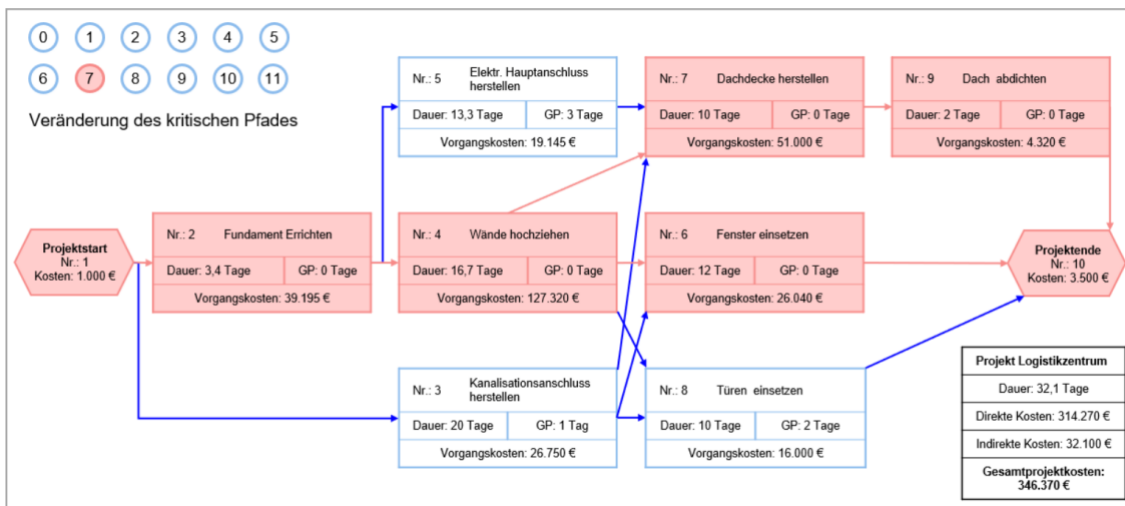 0 1 2 3 4 5
6 7 8 9 10 11
Veränderung des kritischen Pfades
Nr.: 5 Elektr. Hauptanschluss
herstellen
Dauer: 13,3 Tage GP: 3 Tage
Vorgangskosten: 19.145 €
Nr.: 7 Dachdecke herstellen
Dauer: 10 Tage GP: 0 Tage
Vorgangskosten: 51.000 €
Nr.: 9 Dach abdichten
Dauer: 2 Tage GP: 0 Tage
Vorgangskosten: 4.320 €
Projektstart
Nr.: 1
Kosten: 1.000 €
Nr.: 2 Fundament Errichten
Dauer: 3,4 Tage GP: 0 Tage
Vorgangskosten: 39.195 €
Nr.: 4 Wände hochziehen
Dauer: 16,7 Tage GP: 0 Tage
Vorgangskosten: 127.320 €
Nr.: 6 Fenster einsetzen
Dauer: 12 Tage GP: 0 Tage
Vorgangskosten: 26.040 €
Projektende
Nr.: 10
Kosten: 3.500 €
Nr.: 3 Kanalisationsanschluss
herstellen
Dauer: 20 Tage GP: 1 Tag
Vorgangskosten: 26.750 €
Nr.: 8 Türen einsetzen
Dauer: 10 Tage GP: 2 Tage
Vorgangskosten: 16.000 €
Projekt Logistikzentrum
Dauer: 32,1 Tage
Direkte Kosten: 314.270 €
Indirekte Kosten: 32.100 €
Gesamtprojektkosten:
346.370 €